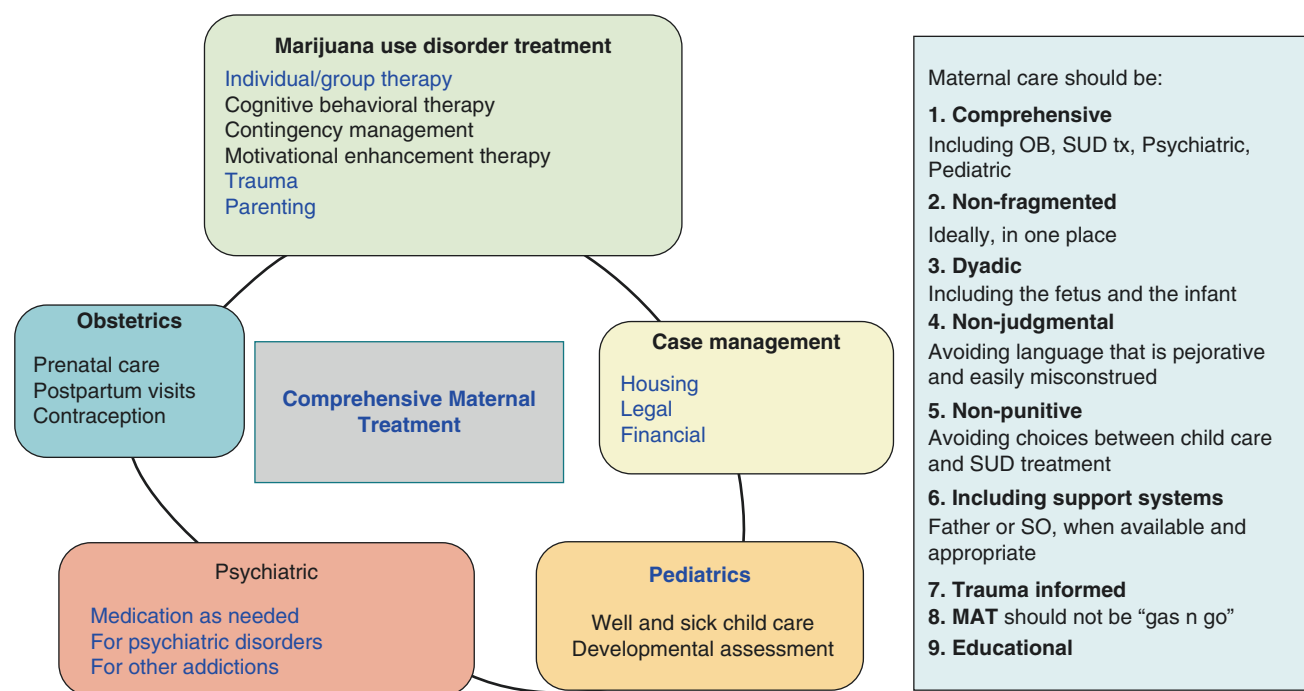 Marijuana use disorder treatment
Individual/group therapy
Cognitive behavioral therapy
Contingency management
Motivational enhancement therapy
Trauma
Parenting
Obstetrics
Prenatal care
Postpartum visits
Contraception
Comprehensive Maternal
Treatment
Case management
Housing
Legal
Financial
Psychiatric
Medication as needed
For psychiatric disorders
For other addictions
Pediatrics
Well and sick child care
Developmental assessment
Maternal care should be:
1. Comprehensive
Including OB, SUD tx, Psychiatric,
Pediatric
2. Non-fragmented
Ideally, in one place
3. Dyadic
Including the fetus and the infant
4. Non-judgmental
Avoiding language that is pejorative
and easily misconstrued
5. Non-punitive
Avoiding choices between child care
and SUD treatment
6. Including support systems
Father or SO, when available and
appropriate
7. Trauma informed
8. MAT should not be “gas n go”
9. Educational